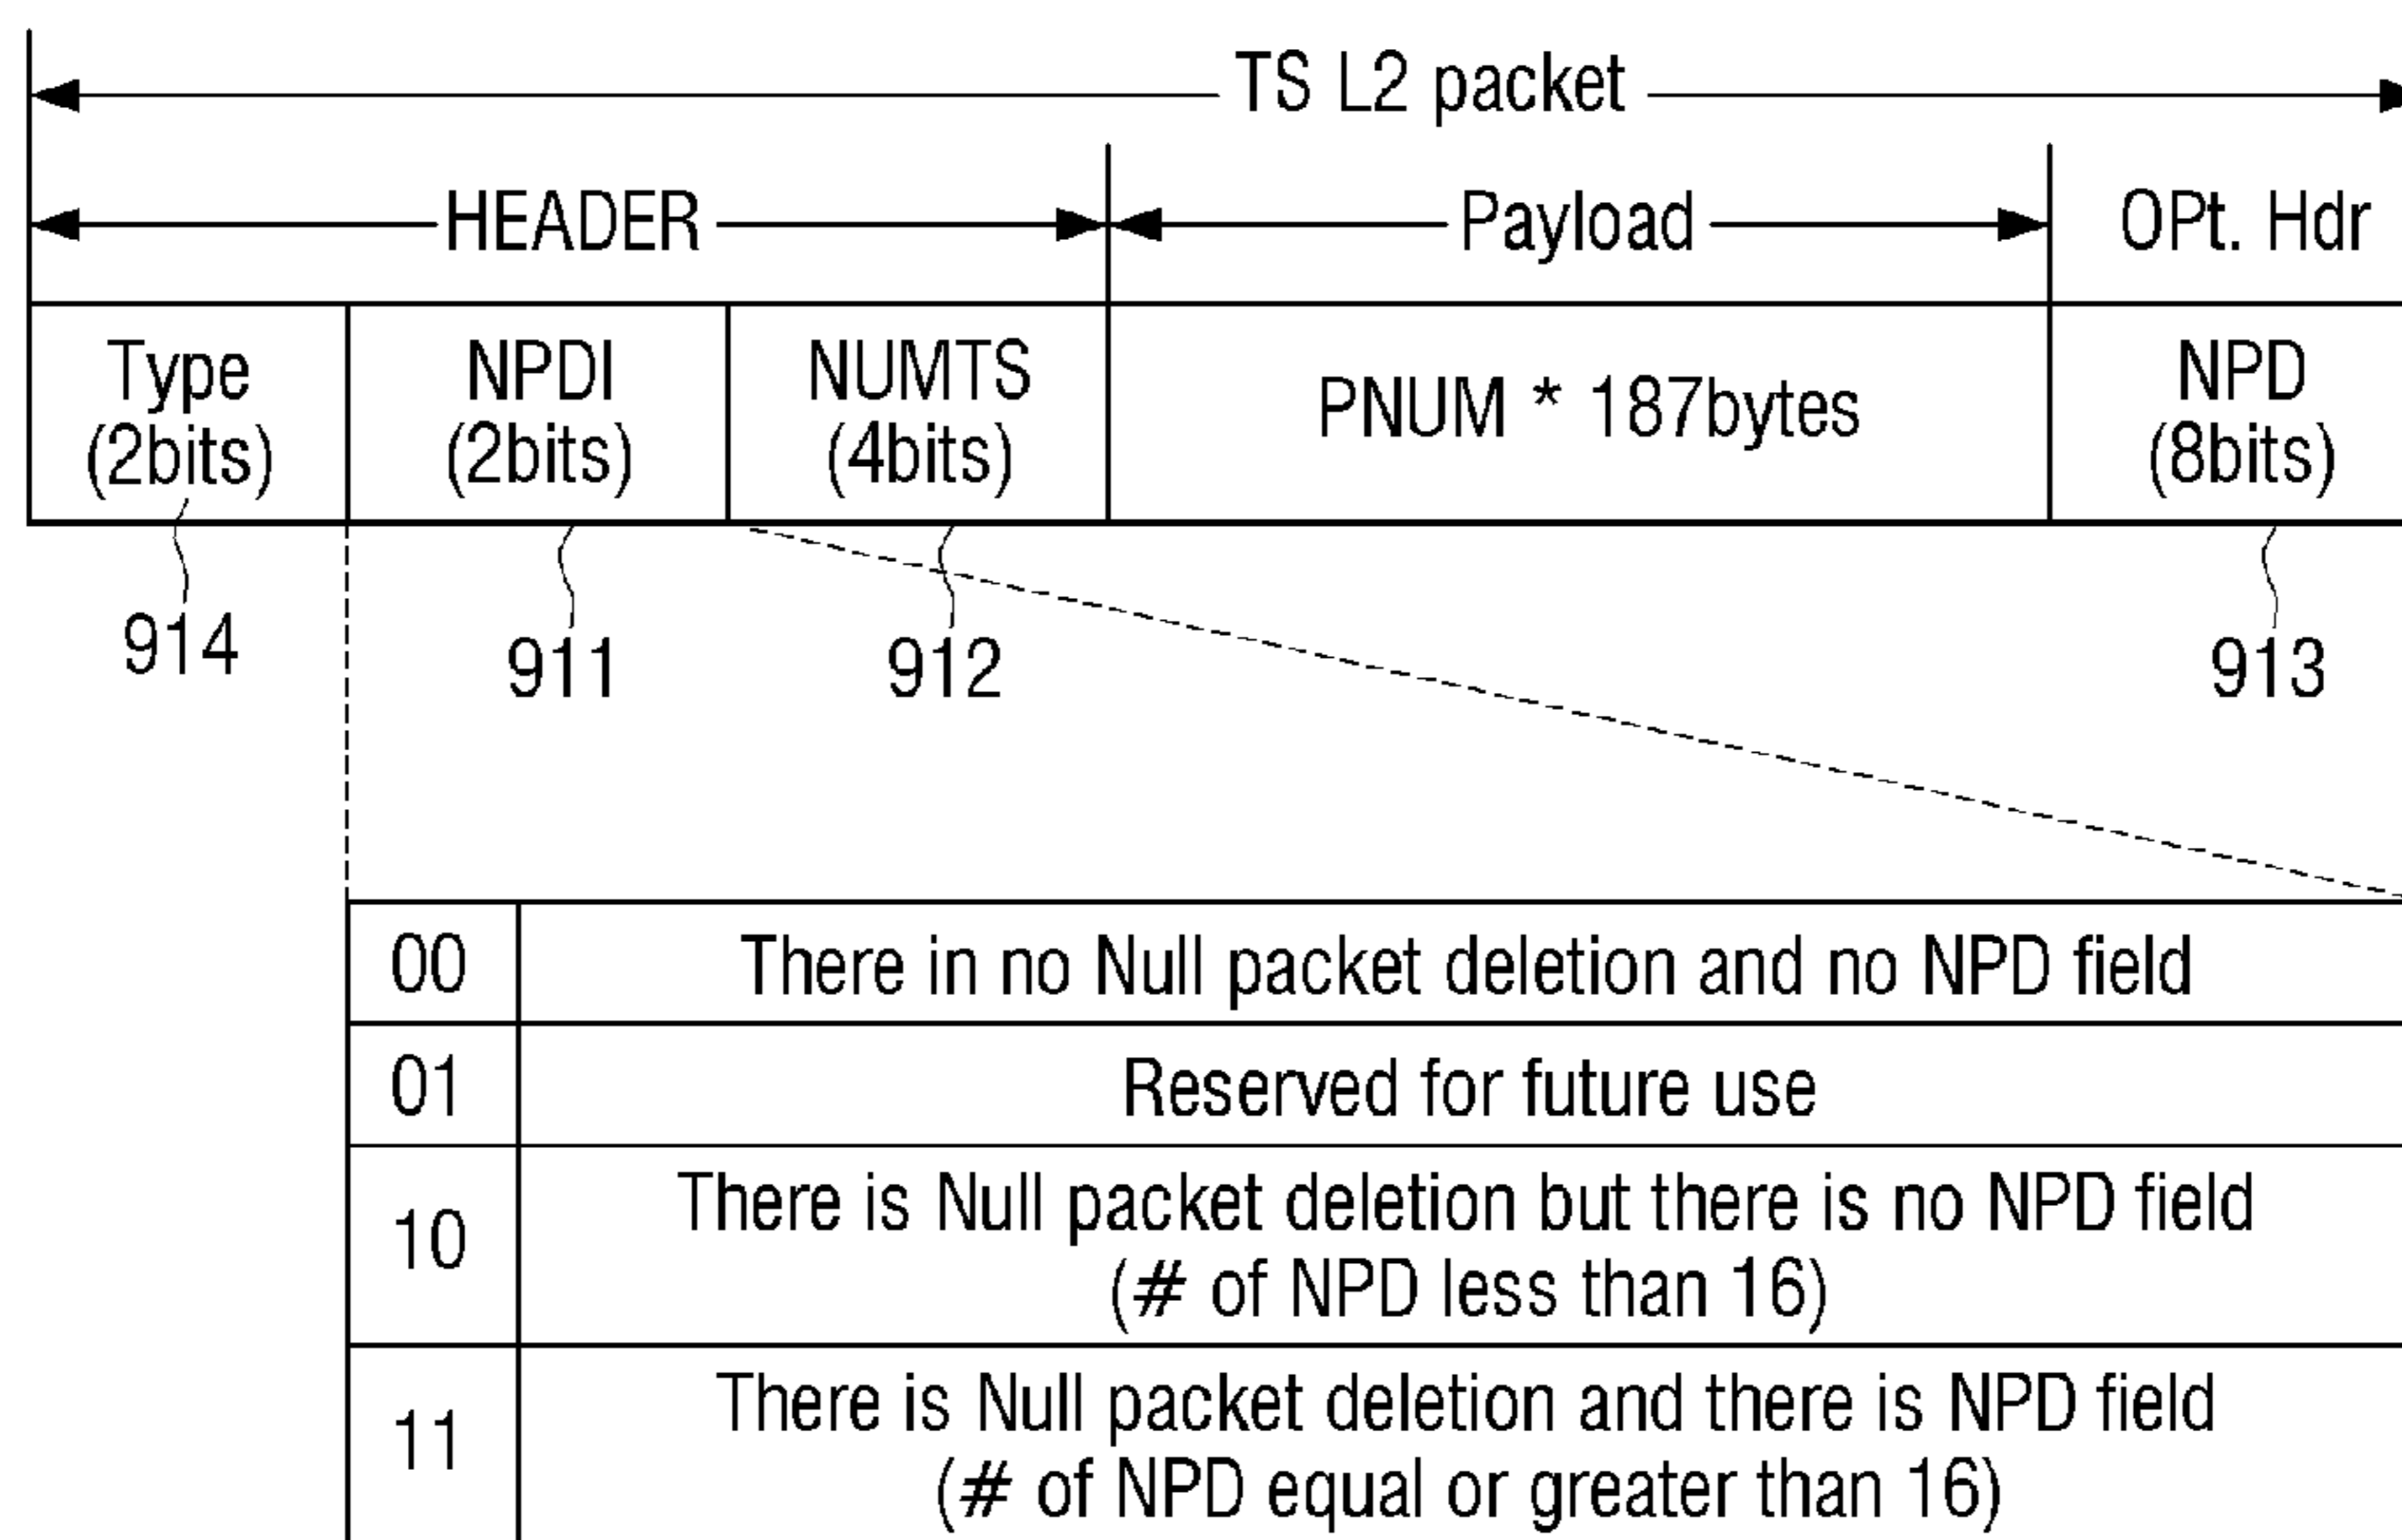 TS L2 packet
HEADER
Payload
OPt. Hdr
Type
(2bits)
NPDI
(2bits)
NUMTS
(4bits)
PNUM * 187bytes
NPD
(8bits)
914
911
912
913
00
There in no Null packet deletion and no NPD field
01
Reserved for future use
10
There is Null packet deletion but there is no NPD field
(# of NPD less than 16)
11
There is Null packet deletion and there is NPD field
(# of NPD equal or greater than 16)